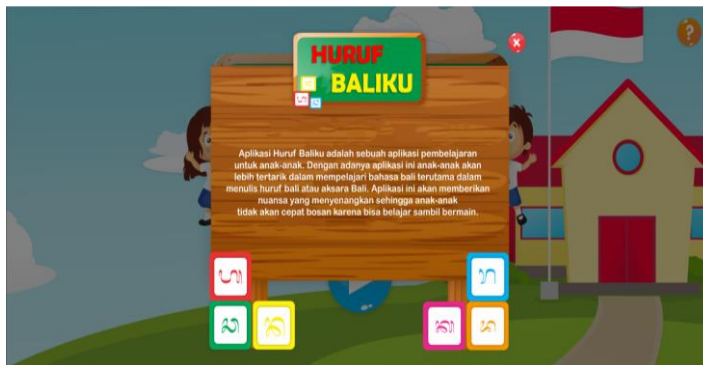 HURUF
BALIKU
Aplikasi Huruf Baliku adalah sebuah aplikasi pembelajaran
untuk anak-anak. Dengan adanya aplikasi ini anak-anak akan
lebih tertarik dalam mempelajari bahasa bali terutama dalam
menulis huruf bali atau aksara Bali. Aplikasi ini akan memberikan
nuansa yang menyenangkan sehingga anak-anak
tidak akan cepat bosan karena bisa belajar sambil bermain.